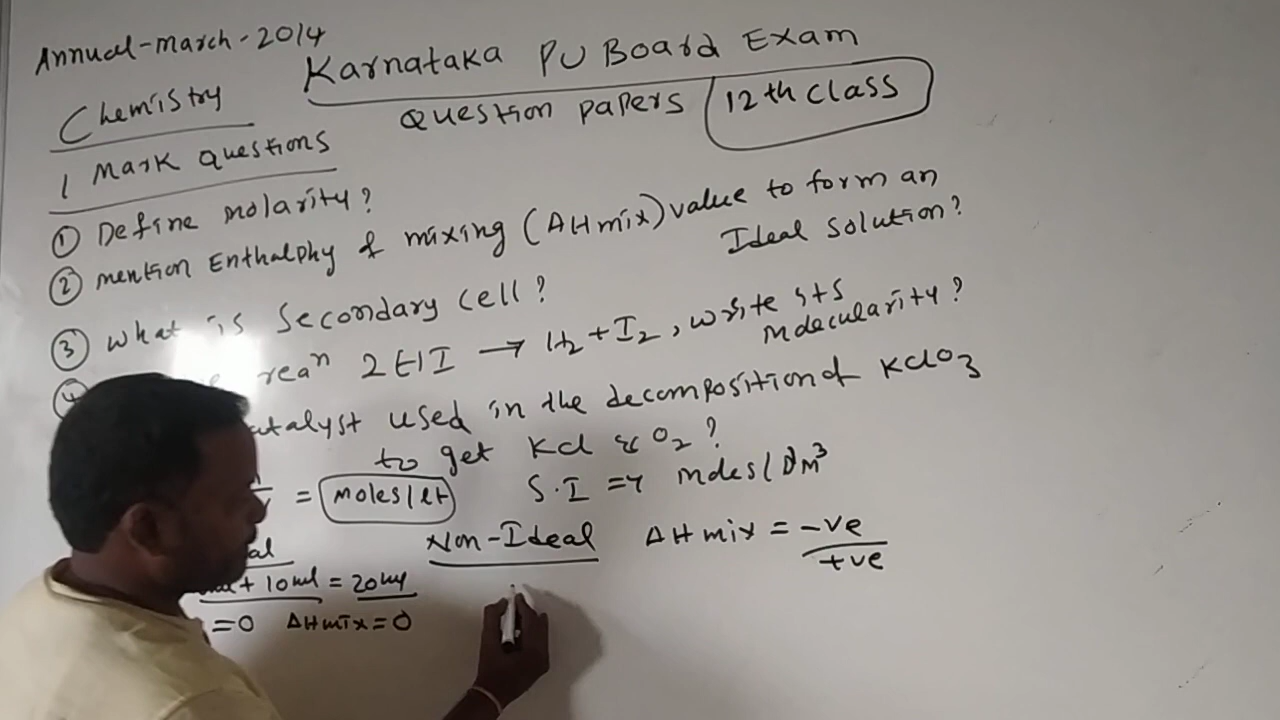 Annual-March-2014
Karnataka PU Board Exam
Chemistry
Question papers 12th class
1 Mark Questions
① Define molarity?
② mention Enthalphy of mixing (ΔHmix) value to form an
Ideal solution?
③ What is Secondary cell?
④ rean 2HI → H2 + I2, write its
molecularity?
used in the decomposition of KClO3
to get KCl & O2?
= moles/lt S.I => moles/dm3
Non-Ideal ΔHmix = -ve
+ve
+ 10ml = 20ml
=0 ΔHmix=0